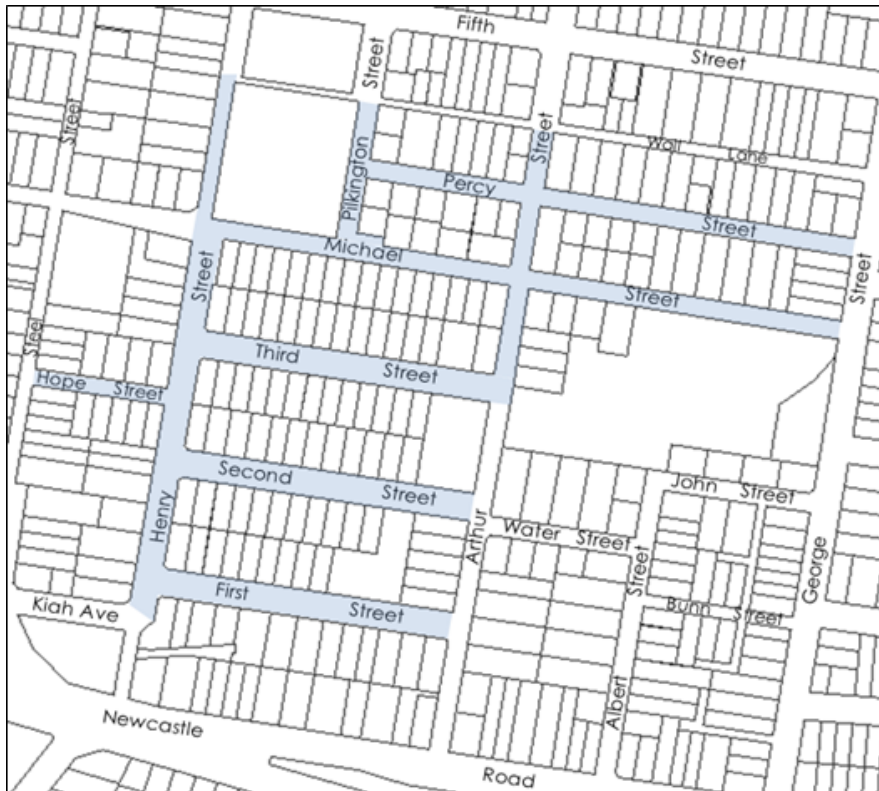 Fifth
Street
Street
Street
Street
Wall Lane
Pilkington
Percy
Street
Michael
Street
Street
Street
Third
Street
Steel
Hope Street
Second
Street
Henry
John Street
Arthur
Water Street
Street
George
First
Street
Bunn Street
Kiah Ave
Albert
Newcastle
Road